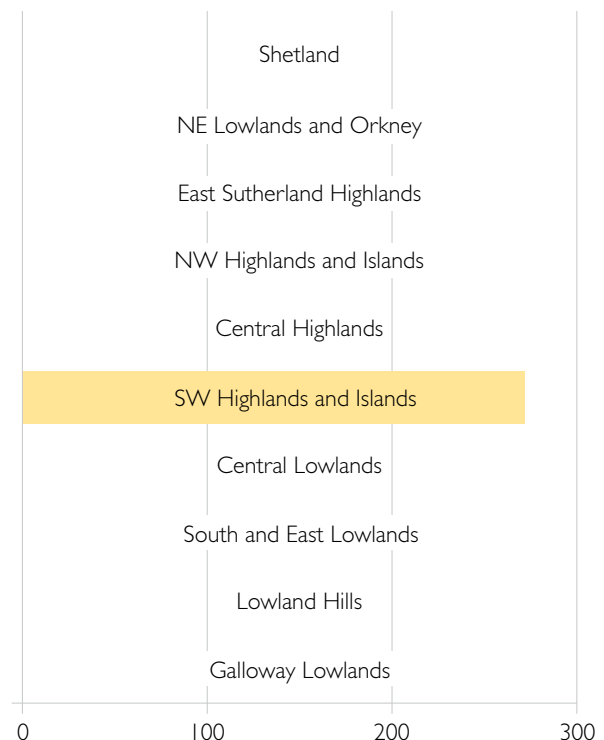 Shetland
NE Lowlands and Orkney
East Sutherland Highlands
NW Highlands and Islands
Central Highlands
SW Highlands and Islands
Central Lowlands
South and East Lowlands
Lowland Hills
Galloway Lowlands
0 100 200 300